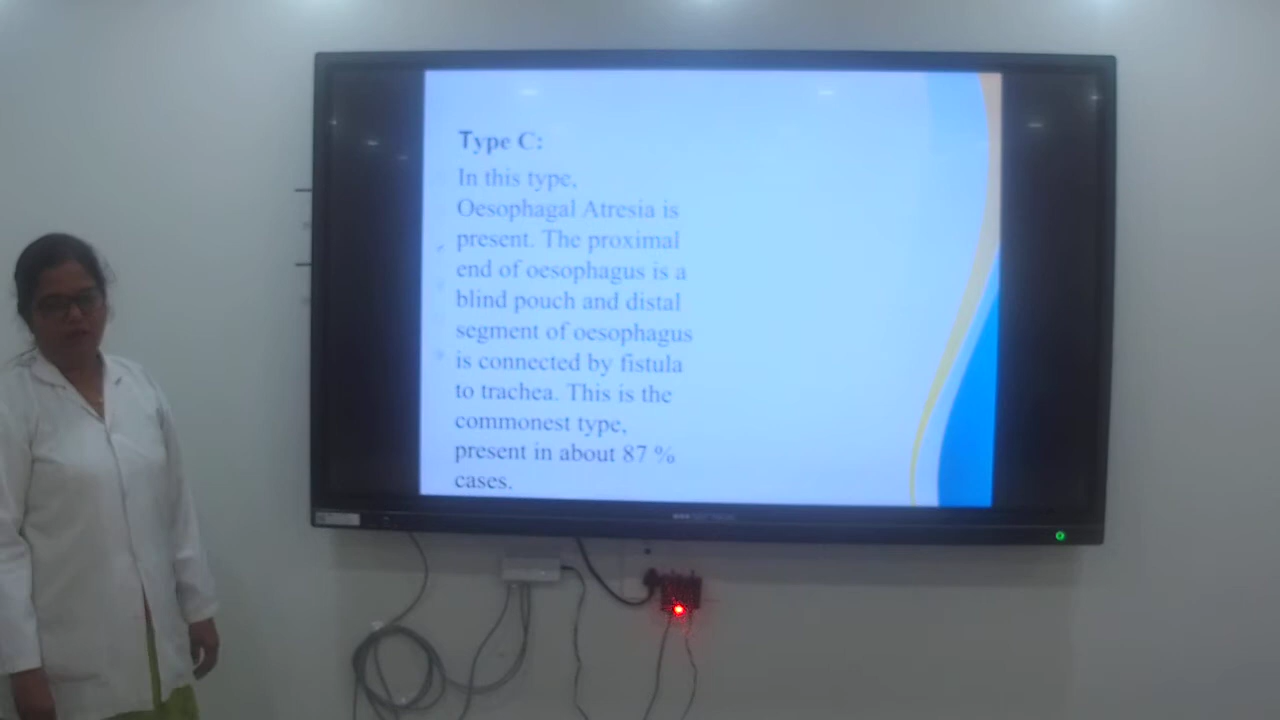 Type C:
In this type,
Oesophagal Atresia is
present. The proximal
end of oesophagus is a
blind pouch and distal
segment of oesophagus
is connected by fistula
to trachea. This is the
commonest type,
present in about 87 %
cases.